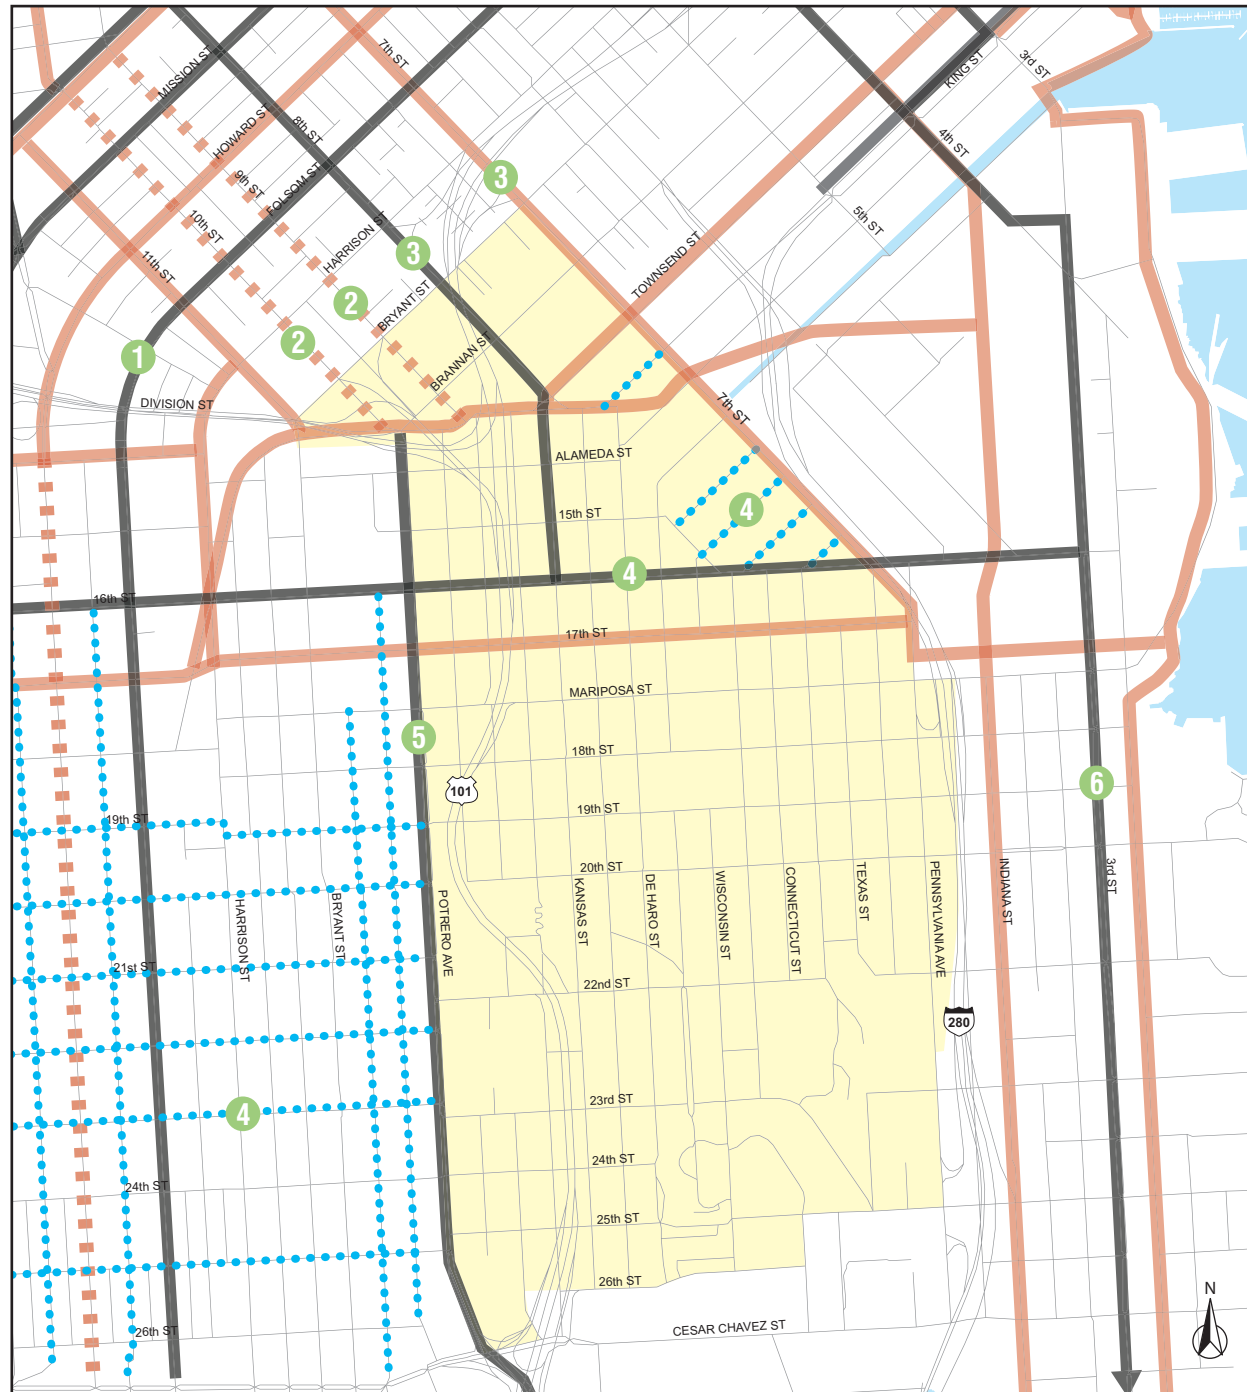 7th ST
3rd ST
KING ST
MISSION ST
HOWARD ST
8th ST
4th ST
3
9th ST
FOLSOM ST
10th ST
5th ST
HARRISON ST
3
11th ST
TOWNSEND ST
2
BRYANT ST
2
1
BRANNAN ST
DIVISION ST
7th ST
ALAMEDA ST
15th ST
4
4
16th ST
17th ST
MARIPOSA ST
5
18th ST
101
6
19th ST
19th ST
20th ST
HARRISON ST
BRYANT ST
POTRERO AVE
KANSAS ST
DE HARO ST
WISCONSIN ST
CONNECTICUT ST
TEXAS ST
PENNSYLVANIA AVE
INDIANA ST
3rd ST
21st ST
22nd ST
280
23rd ST
4
24th ST
24th ST
25th ST
26th ST
N
26th ST
CESAR CHAVEZ ST